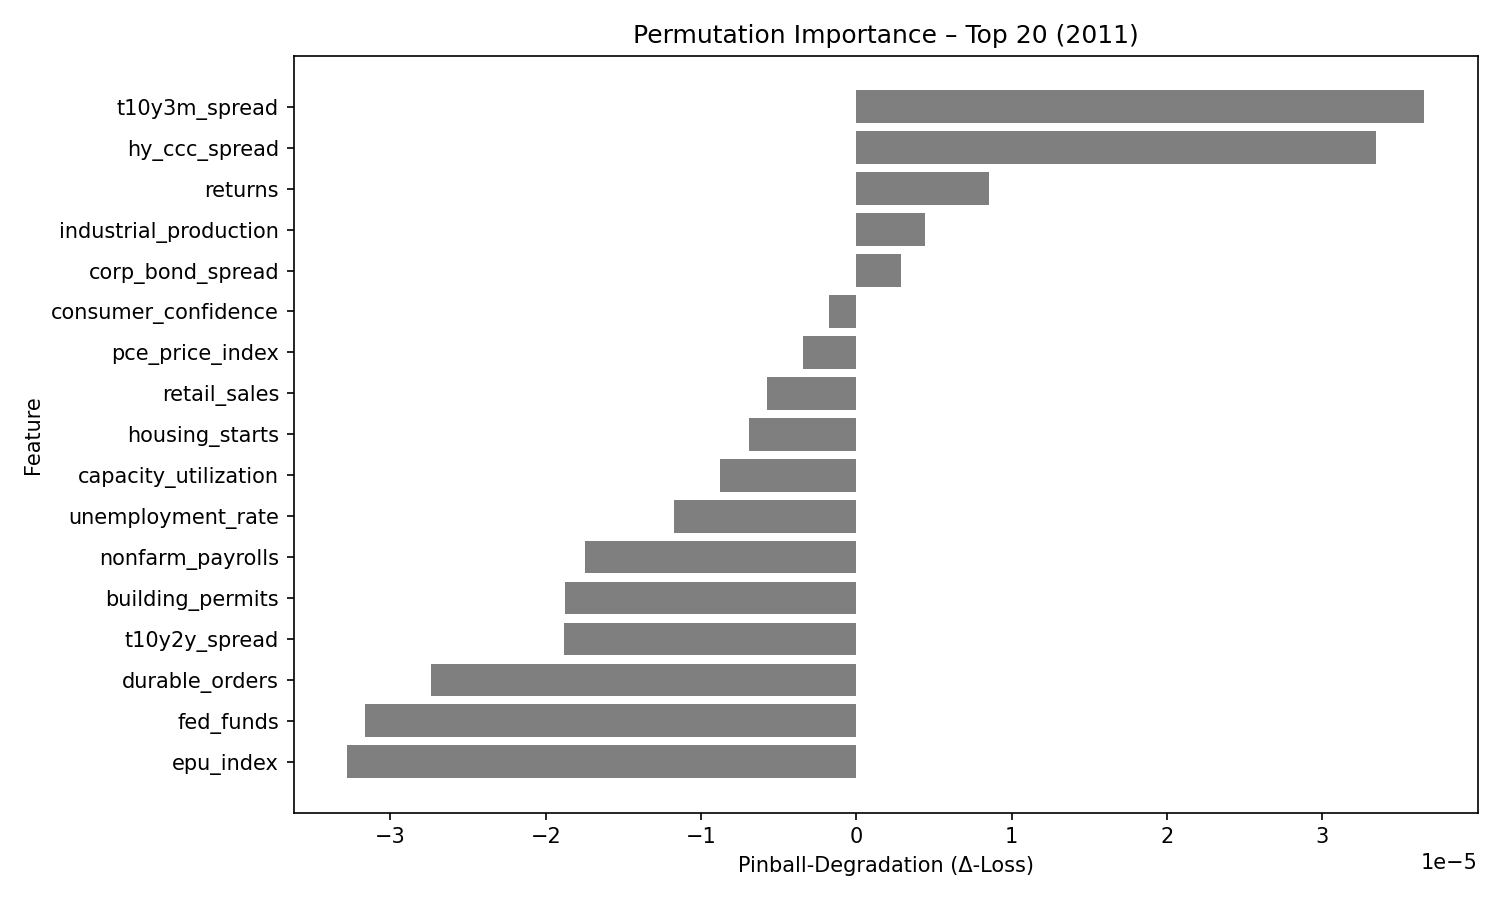 Permutation Importance – Top 20 (2011)
Feature
t10y3m_spread
hy_ccc_spread
returns
industrial_production
corp_bond_spread
consumer_confidence
pce_price_index
retail_sales
housing_starts
capacity_utilization
unemployment_rate
nonfarm_payrolls
building_permits
t10y2y_spread
durable_orders
fed_funds
epu_index
−3 −2 −1 0 1 2 3
1e−5
Pinball-Degradation (Δ-Loss)